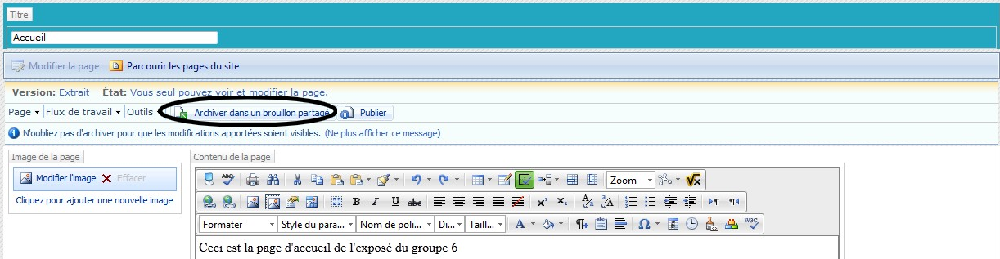 Titre
Accueil
Modifier la page Parcourir les pages du site
Version: Extrait État: Vous seul pouvez voir et modifier la page.
Page Flux de travail Outils Archiver dans un brouillon partagé Publier
N'oubliez pas d'archiver pour que les modifications apportées soient visibles. (Ne plus afficher ce message)
Image de la page
Modifier l'image Effacer
Cliquez pour ajouter une nouvelle image
Contenu de la page
ABC Zoom √x
B I U abc x² x₂
Formater Style du para... Nom de poli... Di... Taill... A Ω W3C
Ceci est la page d'accueil de l'exposé du groupe 6